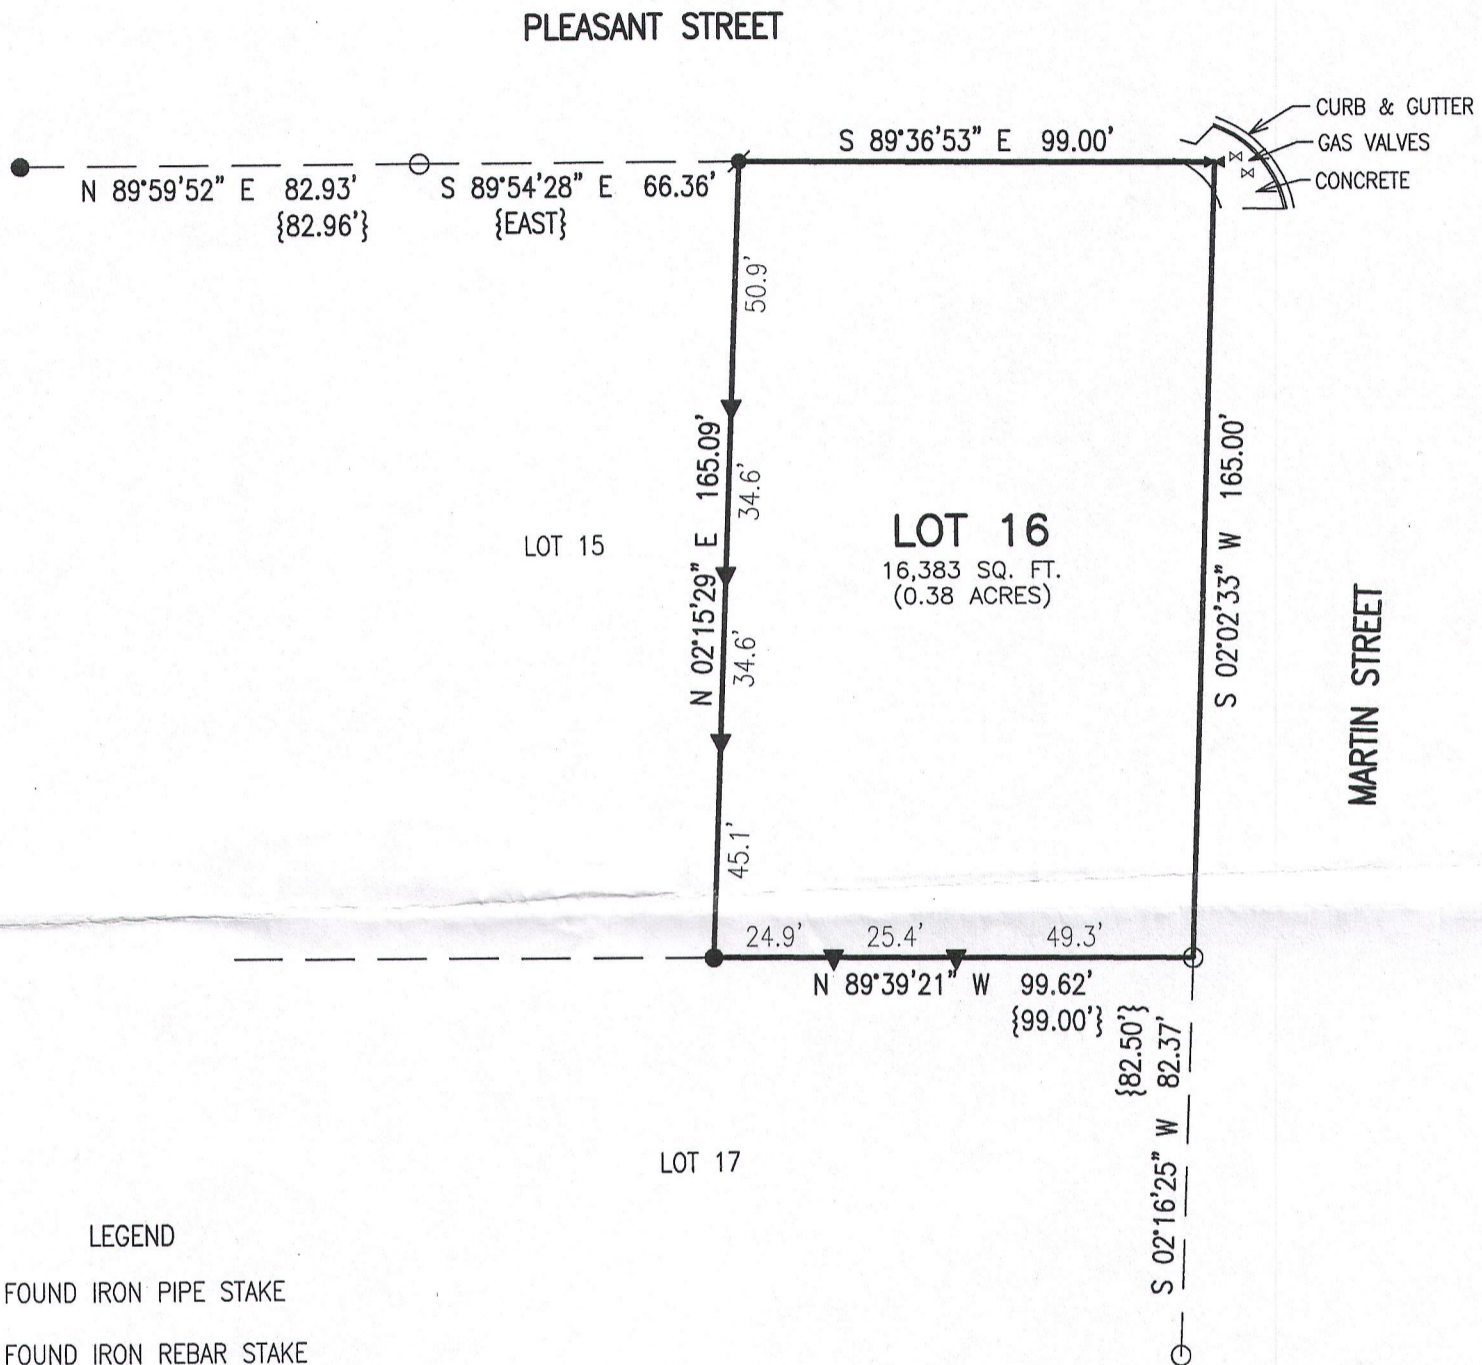 PLEASANT STREET
CURB & GUTTER
GAS VALVES
CONCRETE
S 89°36'53" E 99.00'
N 89°59'52" E 82.93'
{82.96'}
S 89°54'28" E 66.36'
{EAST}
50.9'
34.6'
34.6'
45.1'
N 02°15'29" E 165.09'
LOT 15
LOT 16
16,383 SQ. FT.
(0.38 ACRES)
S 02°02'33" W 165.00'
MARTIN STREET
24.9'
25.4'
49.3'
N 89°39'21" W 99.62'
{99.00'}
{82.50'}
S 02°16'25" W 82.37'
LOT 17
LEGEND
FOUND IRON PIPE STAKE
FOUND IRON REBAR STAKE